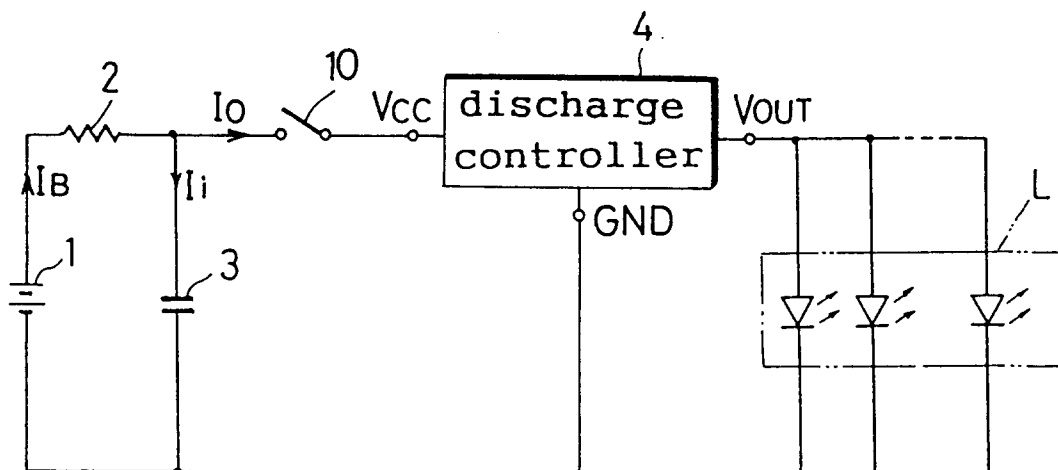 4
2
10
IO
VCC
discharge
controller
VOUT
IB
Ii
GND
L
1
3